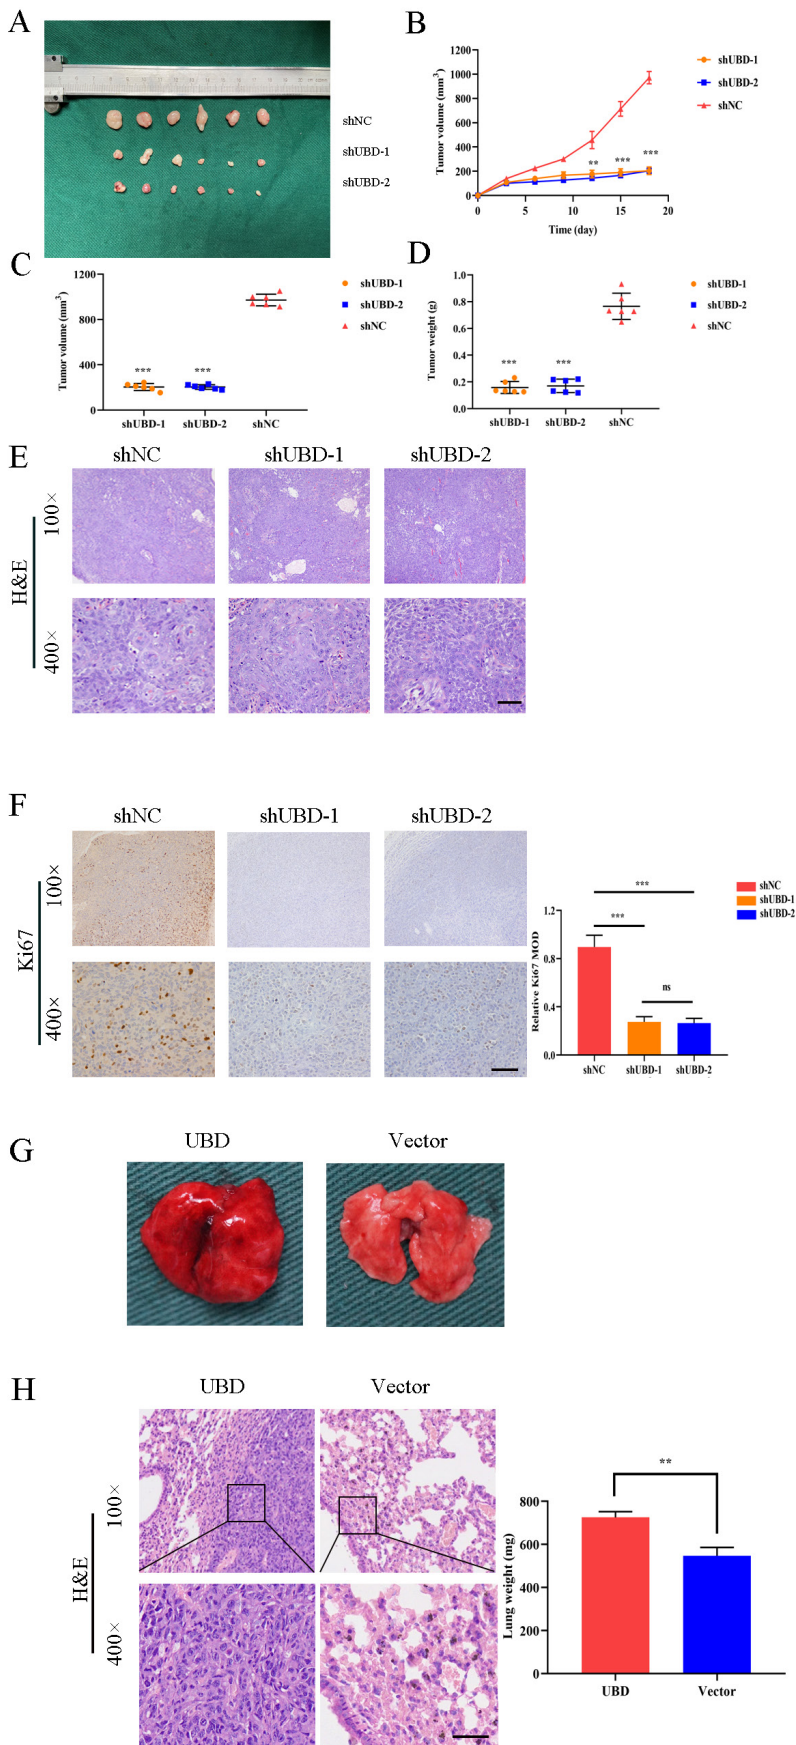 A
shNC
shUBD-1
shUBD-2
B
Tumor volume (mm³)
1200
1000
800
600
400
200
0
0 5 10 15 20
Time (day)
** *** ***
shUBD-1
shUBD-2
shNC
C
Tumor volume (mm³)
1200
800
400
0
*** ***
shUBD-1 shUBD-2 shNC
shUBD-1
shUBD-2
shNC
D
Tumor weight (g)
1.0
0.8
0.6
0.4
0.2
0.0
*** ***
shUBD-1 shUBD-2 shNC
shUBD-1
shUBD-2
shNC
E
shNC shUBD-1 shUBD-2
H&E
100×
400×
F
shNC shUBD-1 shUBD-2
Ki67
100×
400×
shNC
shUBD-1
shUBD-2
Relative Ki67 MOD
1.2
0.8
0.4
0.0
***
***
ns
shNC shUBD-1 shUBD-2
G
UBD Vector
H
UBD Vector
H&E
100×
400×
Lung weight (mg)
800
600
400
200
0
**
UBD Vector